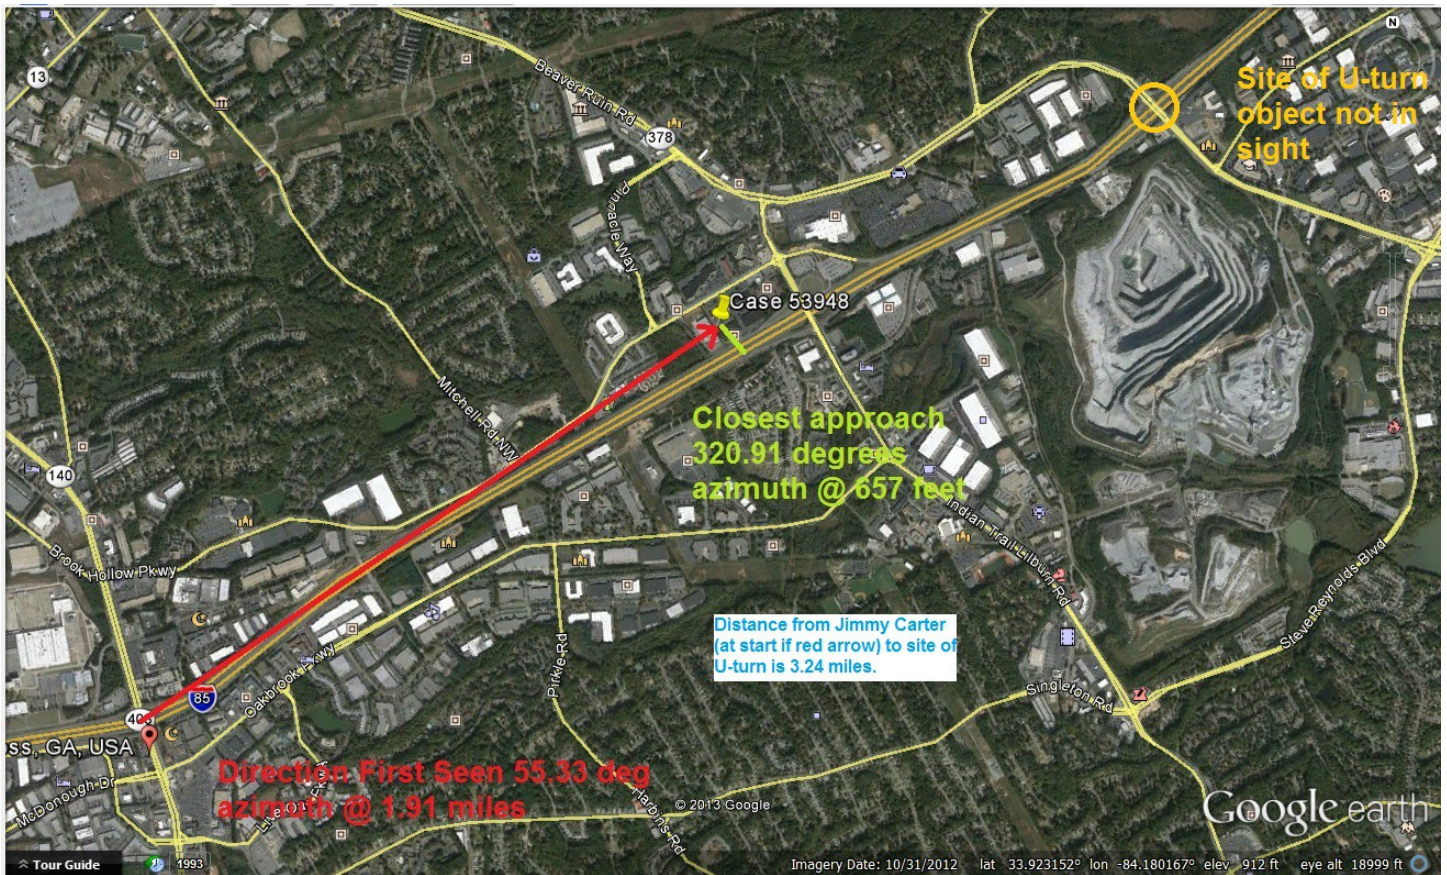 13
Beaver Ruin Rd
378
N
Site of U-turn
object not in
sight
Pinnacle Way
Case 53948
Mitchell Rd NW
Closest approach
320.91 degrees
azimuth @ 657 feet
140
Brook Hollow Pkwy
Indian Trail Lilburn Rd
Steve Reynolds Blvd
Distance from Jimmy Carter
(at start if red arrow) to site of
U-turn is 3.24 miles.
Pirkle Rd
Oakbrook Pkwy
85
Singleton Rd
ss, GA, USA
McDonough Dr
Direction First Seen 55.33 deg
azimuth @ 1.91 miles
Harbins Rd
© 2013 Google
Google earth
Tour Guide
1993
Imagery Date: 10/31/2012 lat 33.923152° lon -84.180167° elev 912 ft eye alt 18999 ft